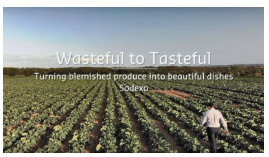 Wasteful to Tasteful
Turning blemished produce into beautiful dishes
Sodexo